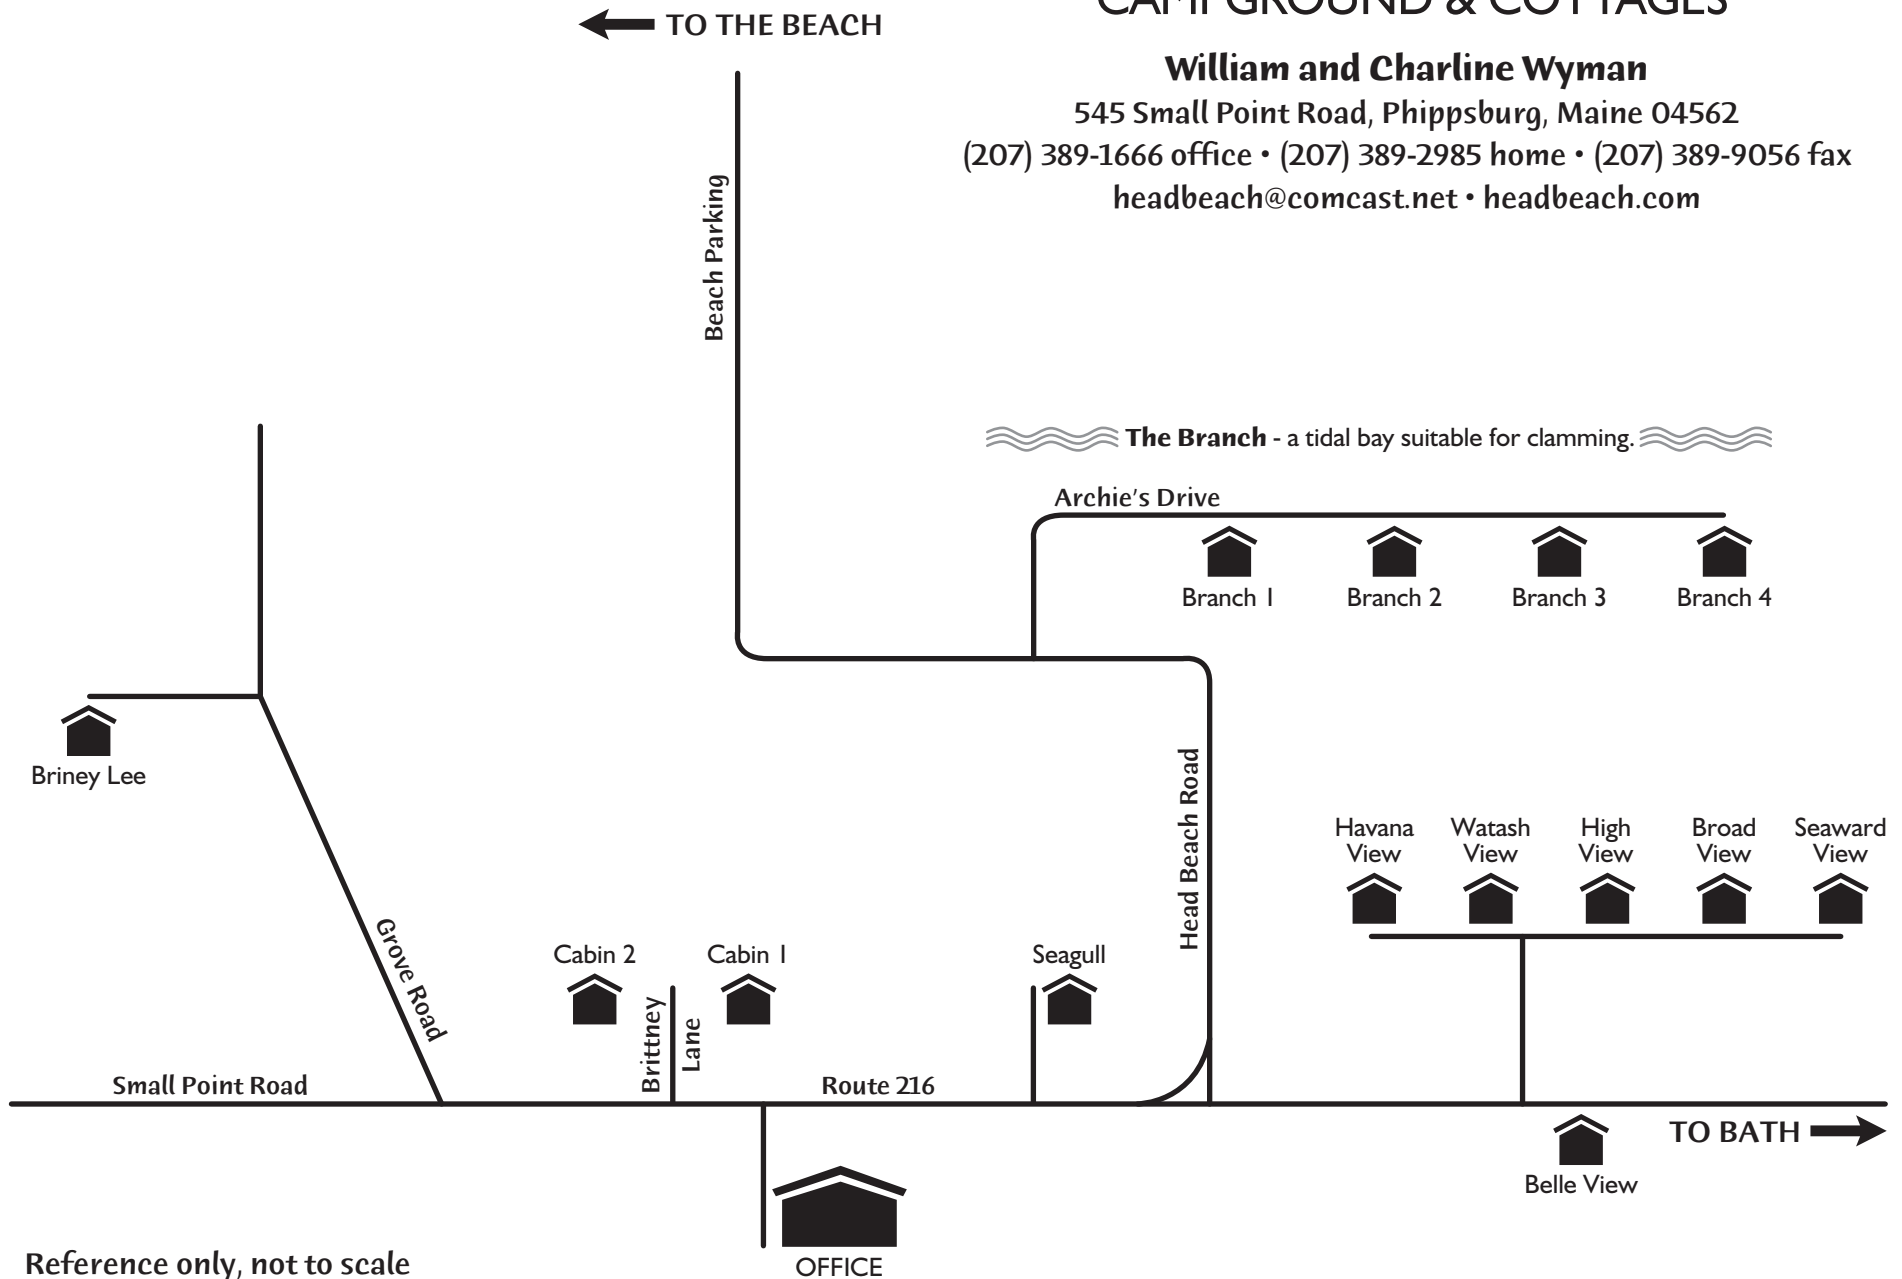 CAMPGROUND & COTTAGES
TO THE BEACH
William and Charline Wyman
545 Small Point Road, Phippsburg, Maine 04562
(207) 389-1666 office • (207) 389-2985 home • (207) 389-9056 fax
headbeach@comcast.net • headbeach.com
Beach Parking
The Branch - a tidal bay suitable for clamming.
Archie's Drive
Branch 1
Branch 2
Branch 3
Branch 4
Briney Lee
Head Beach Road
Havana
View
Watash
View
High
View
Broad
View
Seaward
View
Grove Road
Cabin 2
Cabin 1
Seagull
Brittney
Lane
Small Point Road
Route 216
TO BATH
Belle View
OFFICE
Reference only, not to scale